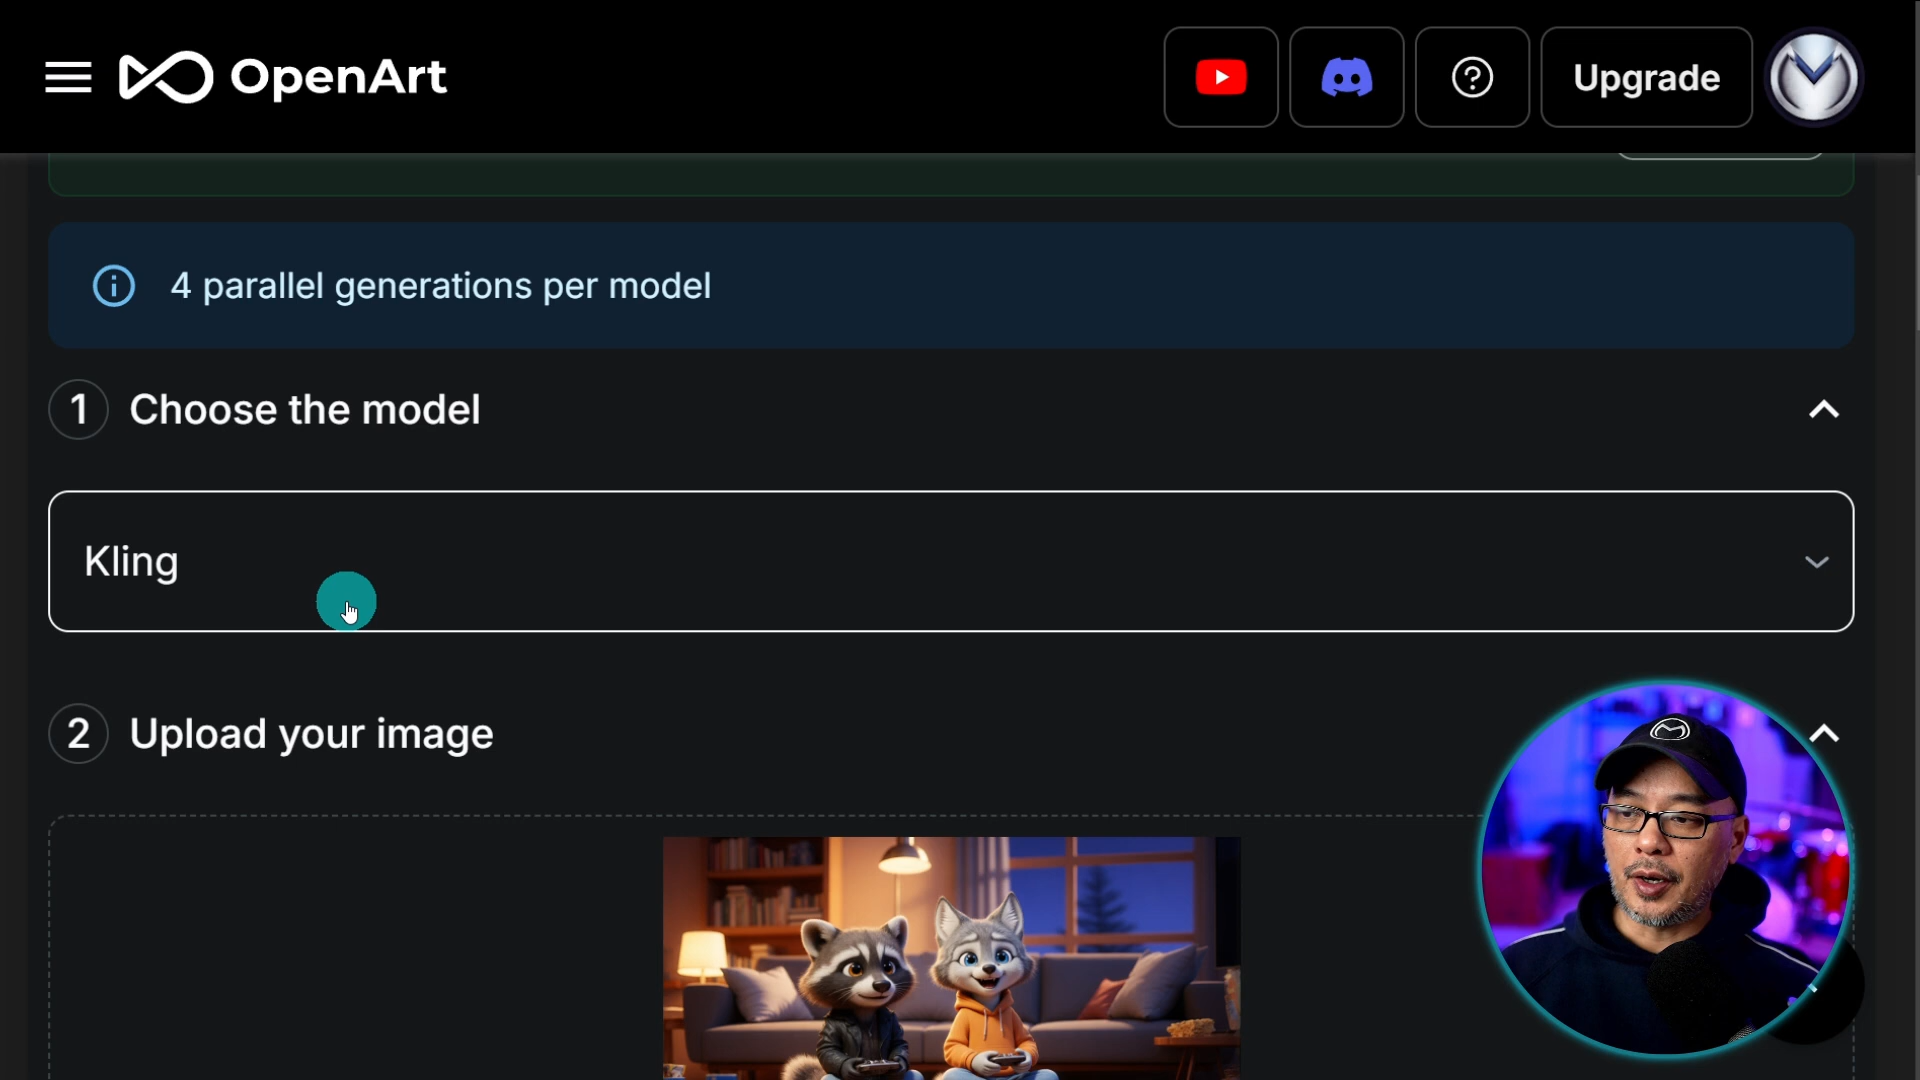 OpenArt
Upgrade
4 parallel generations per model
1 Choose the model
Kling
2 Upload your image